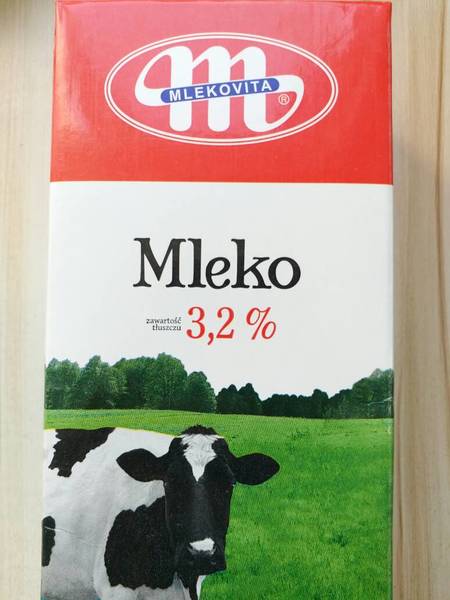 m
MLEKOVITA
®
Mleko
zawartość
tłuszczu
3,2 %